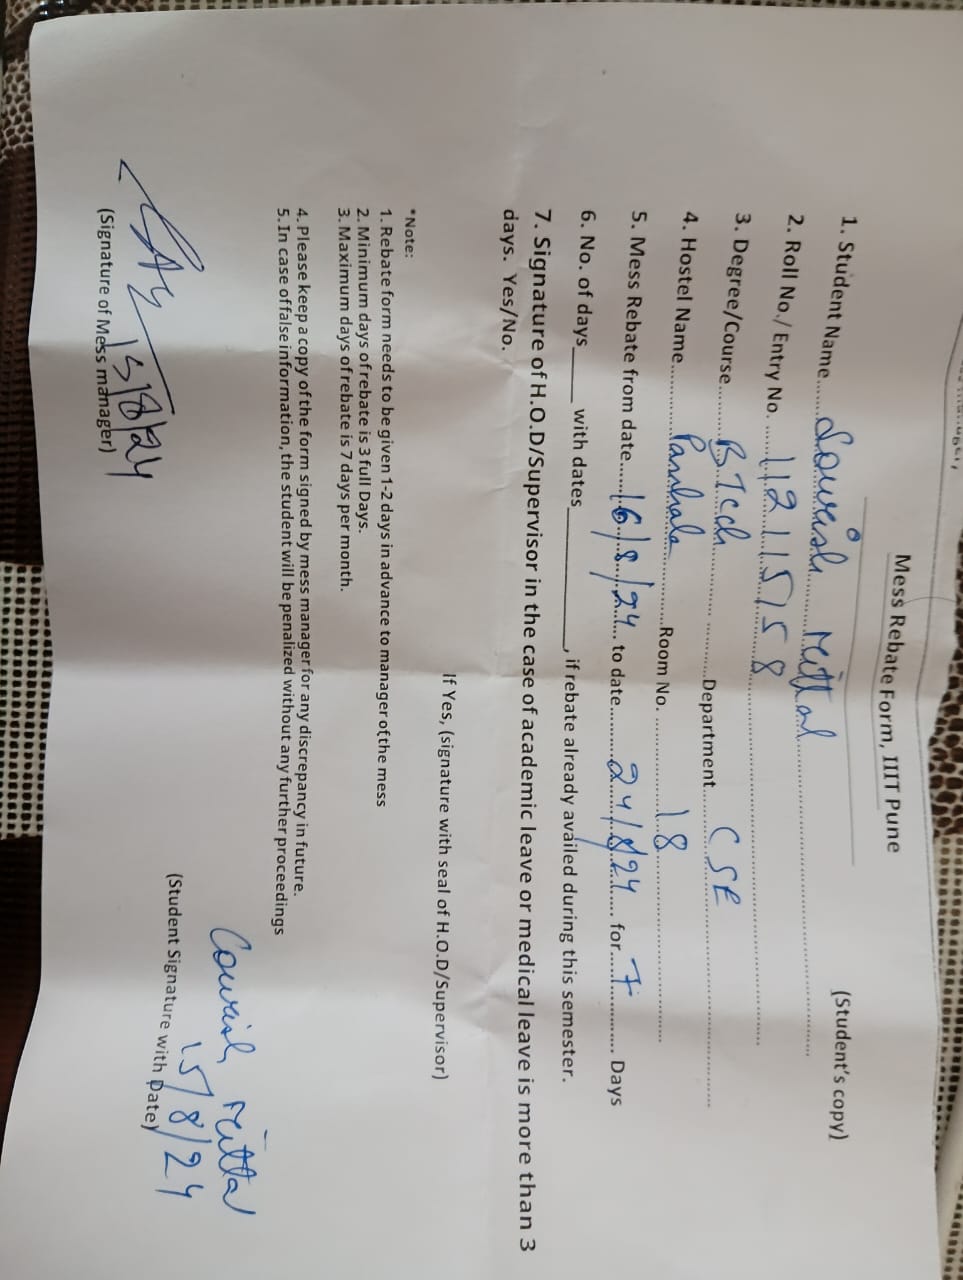 Mess Rebate Form, IIIT Pune
(Student's copy)
1. Student Name.....Sourish Mittal
2. Roll No./ Entry No. .....112115158
3. Degree/Course.....BTech..........Department.....CSE
4. Hostel Name.....Panhala..........Room No. .....18
5. Mess Rebate from date.....16/8/24.... to date.....24/8/24.... for..7.... Days
6. No. of days____ with dates__________, if rebate already availed during this semester.
7. Signature of H.O.D/Supervisor in the case of academic leave or medical leave is more than 3
days. Yes/No.
If Yes, (signature with seal of H.O.D/Supervisor)
*Note:
1. Rebate form needs to be given 1-2 days in advance to manager of the mess
2. Minimum days of rebate is 3 full Days.
3. Maximum days of rebate is 7 days per month.
4. Please keep a copy of the form signed by mess manager for any discrepancy in future.
5. In case of false information, the student will be penalized without any further proceedings
Mittal
15/8/24
(Student Signature with Date)
15/8/24
(Signature of Mess manager)